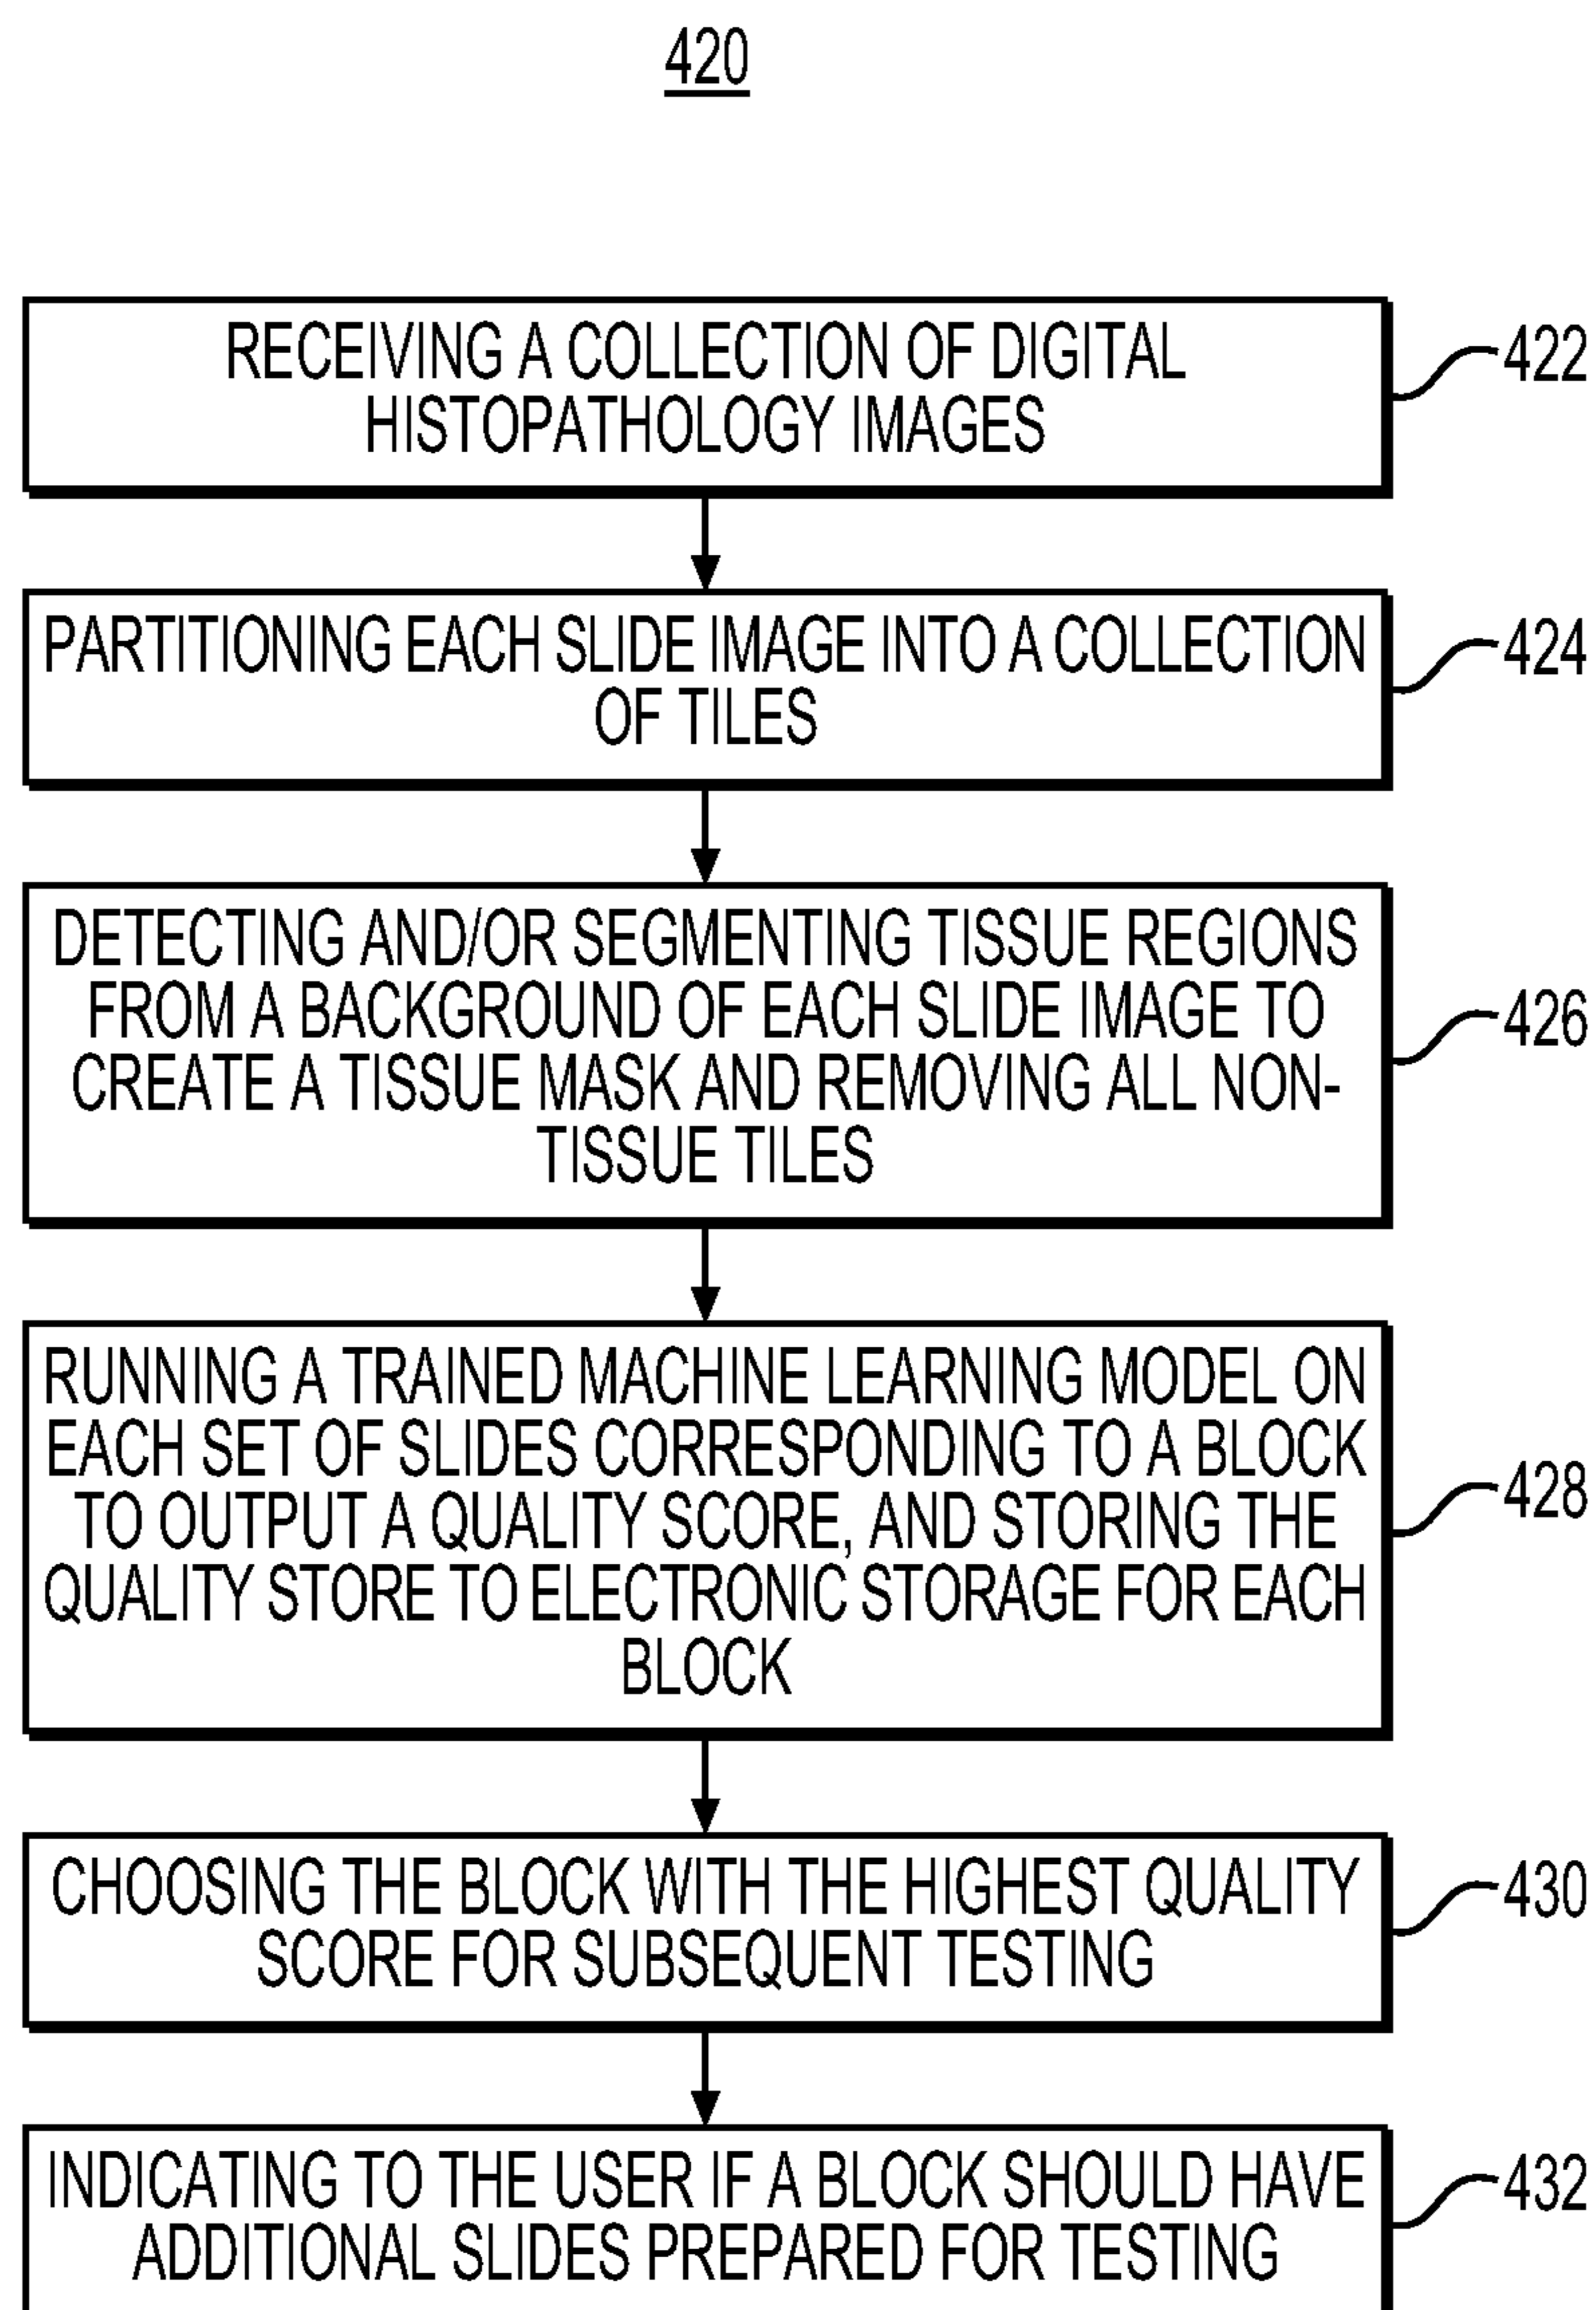 420
RECEIVING A COLLECTION OF DIGITAL
HISTOPATHOLOGY IMAGES
422
PARTITIONING EACH SLIDE IMAGE INTO A COLLECTION
OF TILES
424
DETECTING AND/OR SEGMENTING TISSUE REGIONS
FROM A BACKGROUND OF EACH SLIDE IMAGE TO
CREATE A TISSUE MASK AND REMOVING ALL NON-
TISSUE TILES
426
RUNNING A TRAINED MACHINE LEARNING MODEL ON
EACH SET OF SLIDES CORRESPONDING TO A BLOCK
TO OUTPUT A QUALITY SCORE, AND STORING THE
QUALITY STORE TO ELECTRONIC STORAGE FOR EACH
BLOCK
428
CHOOSING THE BLOCK WITH THE HIGHEST QUALITY
SCORE FOR SUBSEQUENT TESTING
430
INDICATING TO THE USER IF A BLOCK SHOULD HAVE
ADDITIONAL SLIDES PREPARED FOR TESTING
432